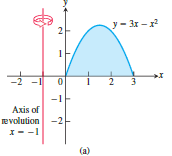 y
y = 3x − x²
2
1
−2 −1 0 1 2 3 x
−1
−2
Axis of
revolution
x = −1
(a)